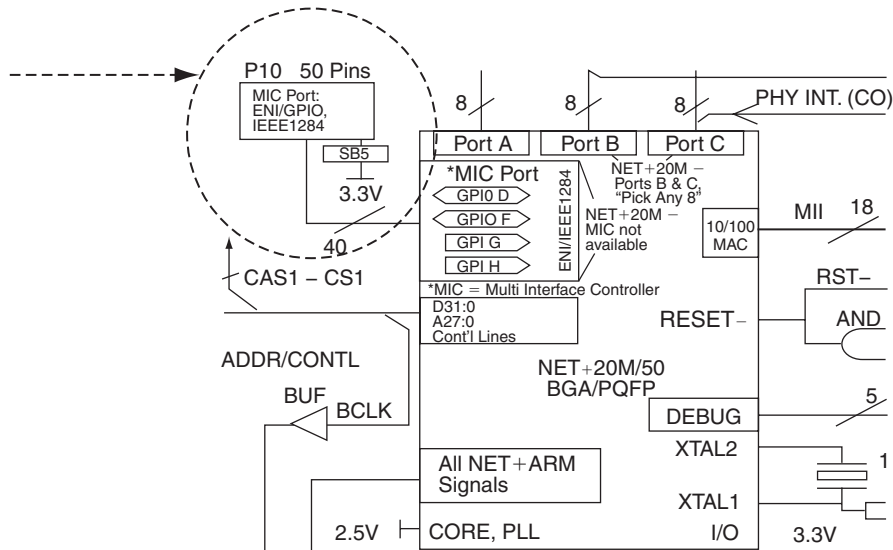 P10 50 Pins
MIC Port:
ENI/GPIO,
IEEE1284
SB5
3.3V
40
8
8
8
PHY INT. (CO)
Port A
Port B
Port C
*MIC Port
GPI0 D
GPIO F
GPI G
GPI H
ENI/IEEE1284
NET+20M –
Ports B & C,
“Pick Any 8”
NET+20M –
MIC not
available
10/100
MAC
MII
18
CAS1 – CS1
*MIC = Multi Interface Controller
D31:0
A27:0
Cont'l Lines
RESET–
RST–
AND
ADDR/CONTL
NET+20M/50
BGA/PQFP
BUF
BCLK
DEBUG
5
XTAL2
1
All NET+ARM
Signals
XTAL1
2.5V
CORE, PLL
I/O
3.3V